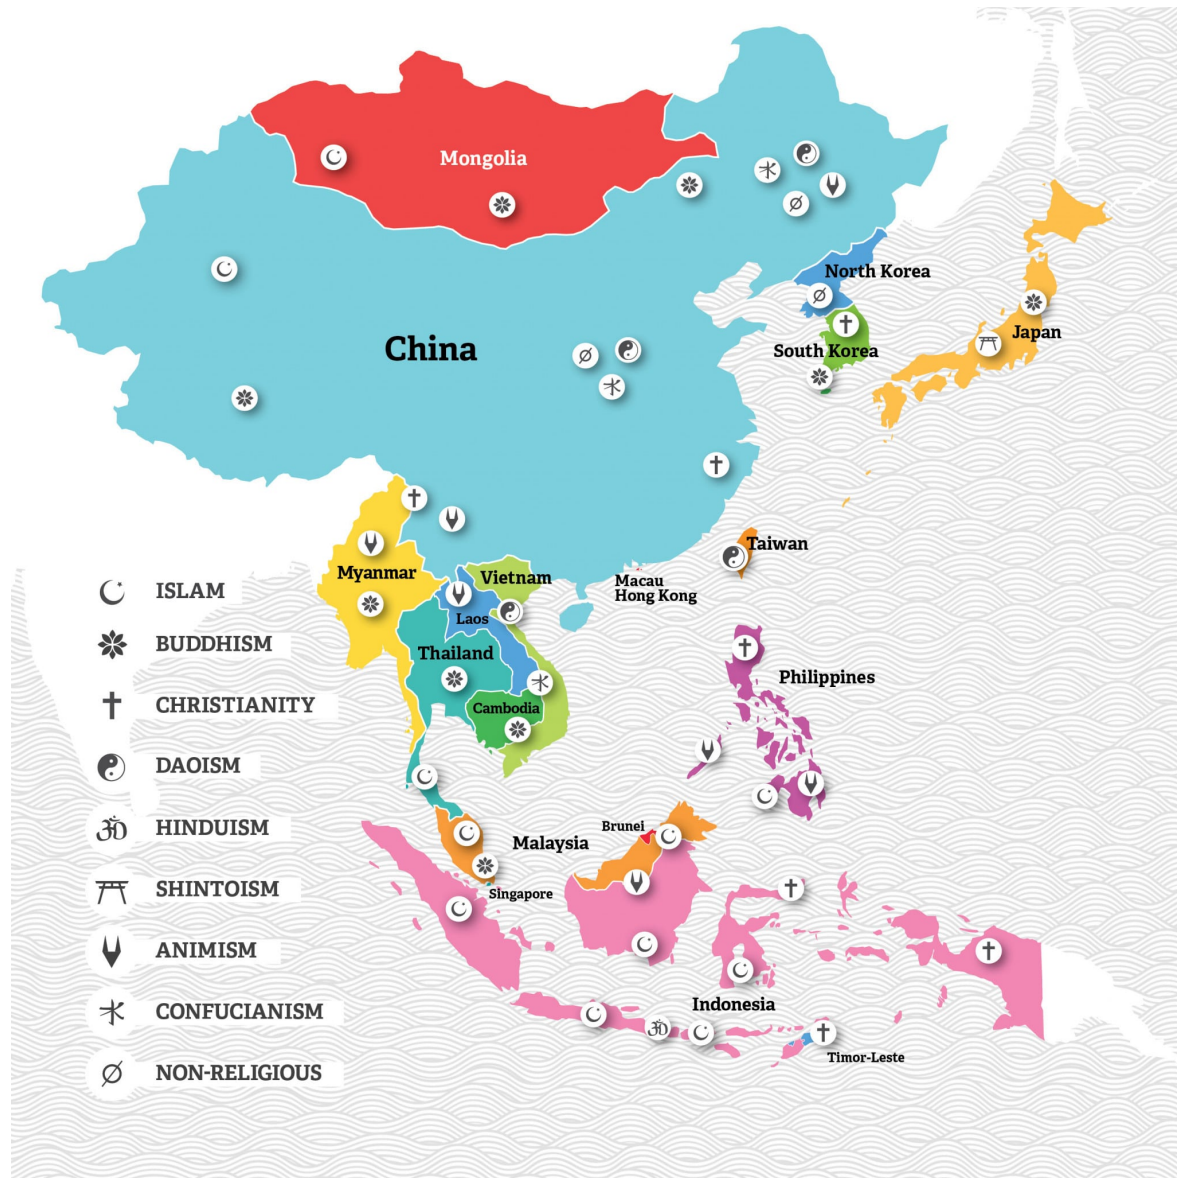 Mongolia
North Korea
Japan
China
South Korea
Taiwan
Myanmar
Vietnam
Macau
Hong Kong
Laos
Thailand
Philippines
Cambodia
Brunei
Malaysia
Singapore
Indonesia
Timor-Leste
ISLAM
BUDDHISM
CHRISTIANITY
DAOISM
HINDUISM
SHINTOISM
ANIMISM
CONFUCIANISM
NON-RELIGIOUS